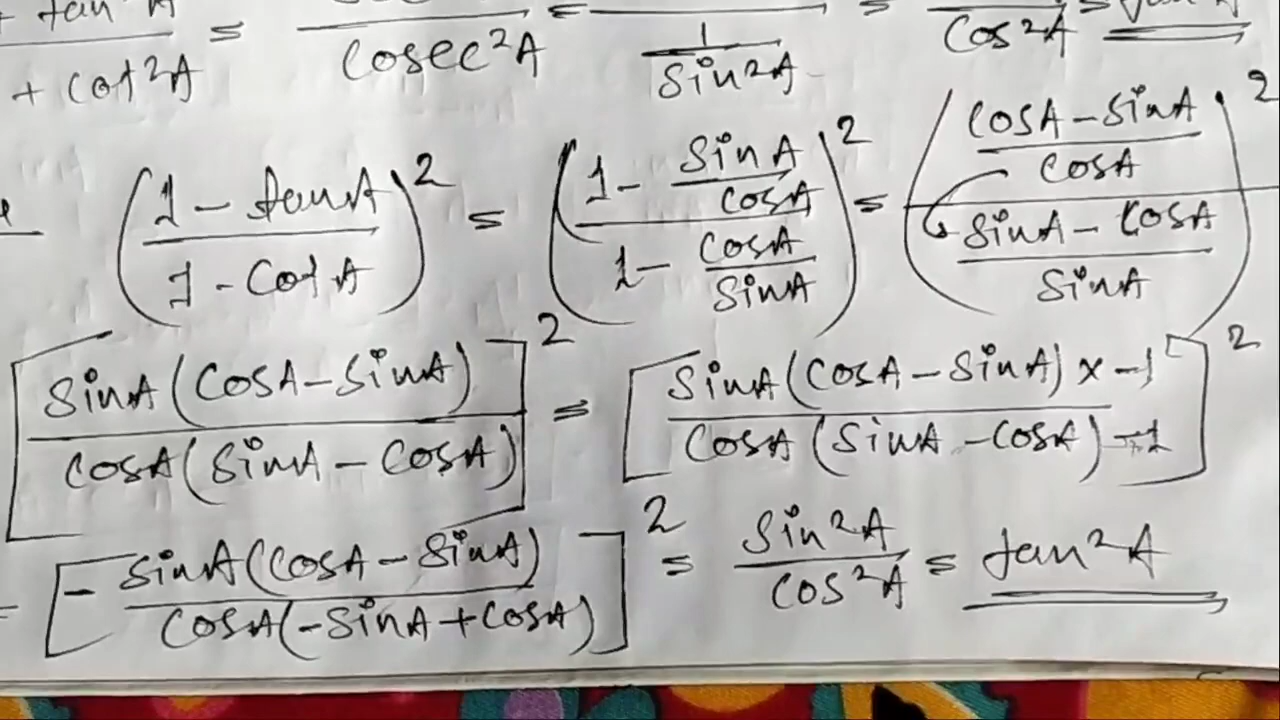 + cot²A = / cosec²A = / 1/sin²A = / cos²A =
((1 - tanA)/(1 - cotA))² = ((1 - sinA/cosA)/(1 - cosA/sinA))² = (((cosA - sinA)/cosA)/((sinA - cosA)/sinA))²
[sinA(cosA - sinA)/cosA(sinA - cosA)]² = [sinA(cosA - sinA) x -1/cosA(sinA - cosA) -1]²
= [- sinA(cosA - sinA)/cosA(-sinA + cosA)]² = sin²A/cos²A = tan²A